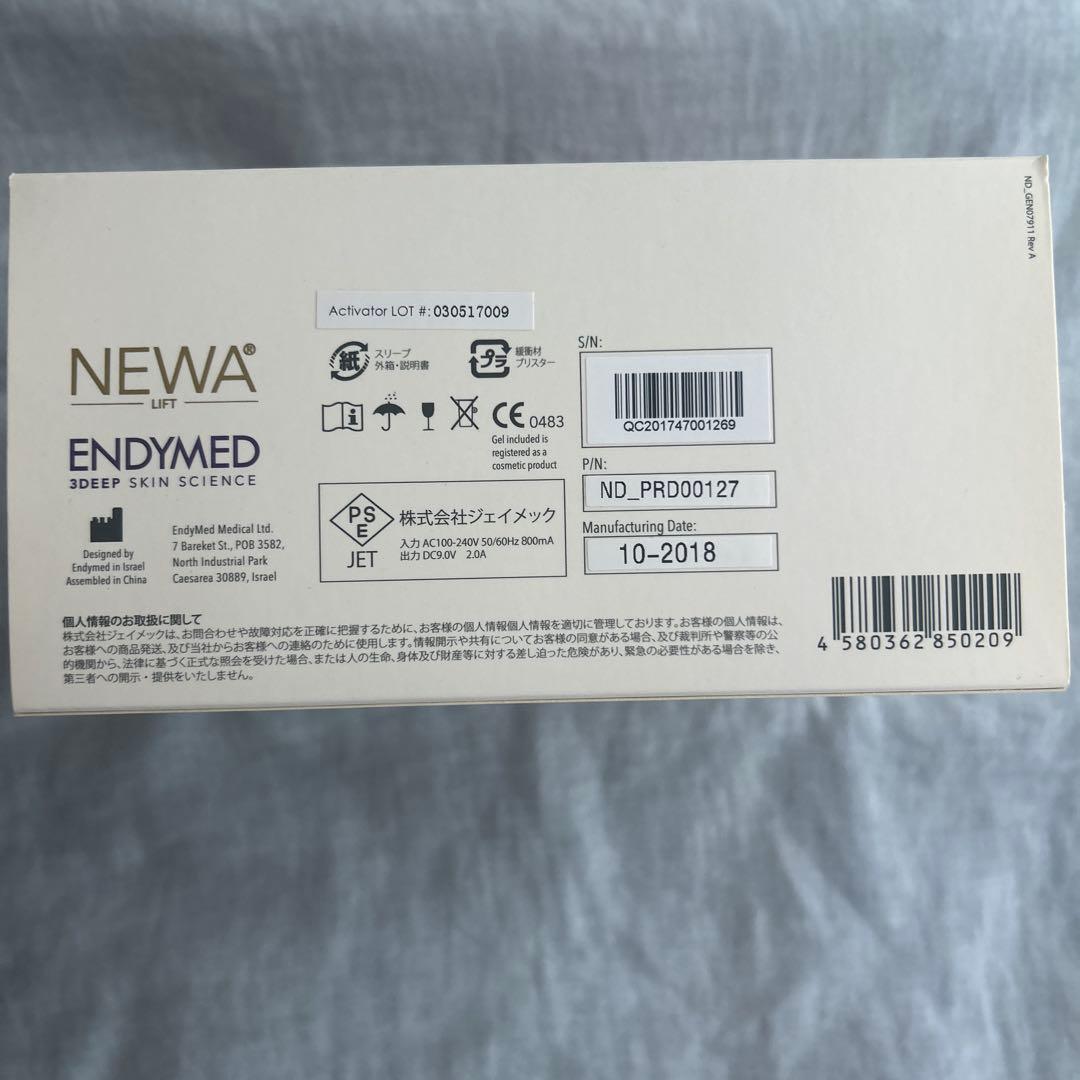 ND_GEN07911 Rev A
Activator LOT #: 030517009
NEWA®
LIFT
ENDYMED
3DEEP SKIN SCIENCE
Designed by
Endymed in Israel
Assembled in China
EndyMed Medical Ltd.
7 Bareket St., POB 3582,
North Industrial Park
Caesarea 30889, Israel
紙
スリーブ
外箱・説明書
プラ
緩衝材
ブリスター
CE 0483
Gel included is
registered as a
cosmetic product
PS
E
JET
株式会社ジェイメック
入力 AC100-240V 50/60Hz 800mA
出力 DC9.0V 2.0A
S/N:
QC201747001269
P/N:
ND_PRD00127
Manufacturing Date:
10-2018
4 580362 850209
個人情報のお取扱に関して
株式会社ジェイメックは、お問合わせや故障対応を正確に把握するために、お客様の個人情報個人情報を適切に管理しております。お客様の個人情報は、
お客様への商品発送、及び当社からお客様への連絡のために使用します。情報開示や共有についてお客様の同意がある場合、及び裁判所や警察等の公
的機関から、法律に基づく正式な照会を受けた場合、または人の生命、身体及び財産等に対する差し迫った危険があり、緊急の必要性がある場合を除き、
第三者への開示・提供をいたしません。